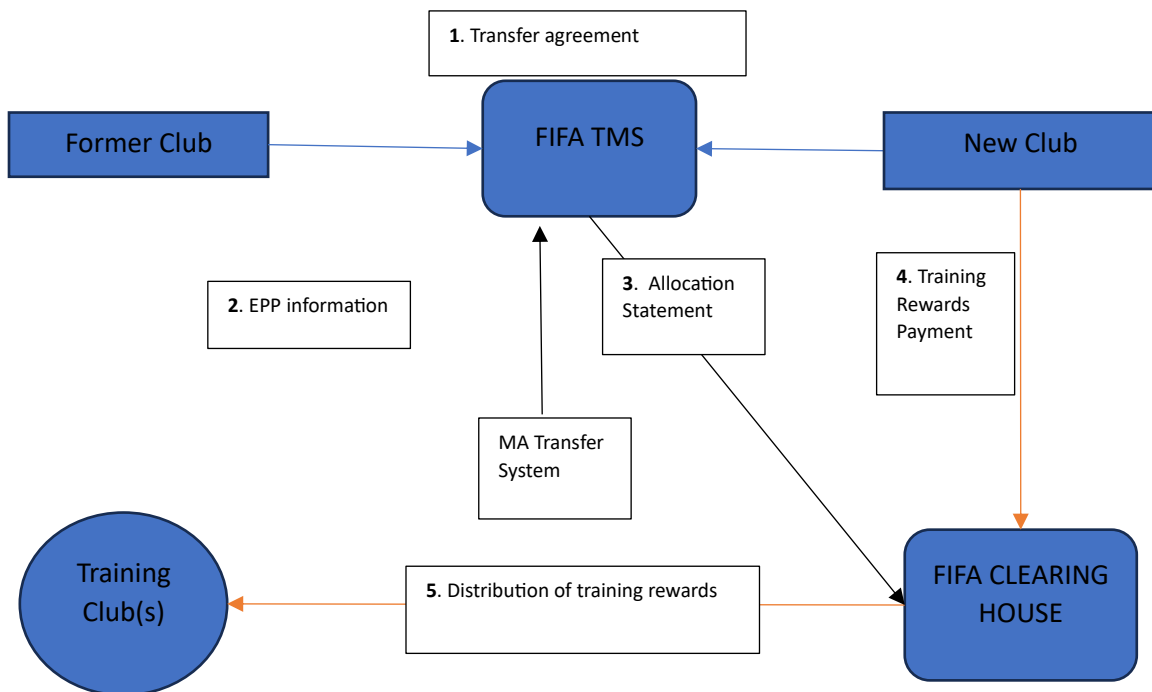 1. Transfer agreement
Former Club
FIFA TMS
New Club
2. EPP information
3. Allocation
Statement
4. Training
Rewards
Payment
MA Transfer
System
Training
Club(s)
5. Distribution of training rewards
FIFA CLEARING
HOUSE